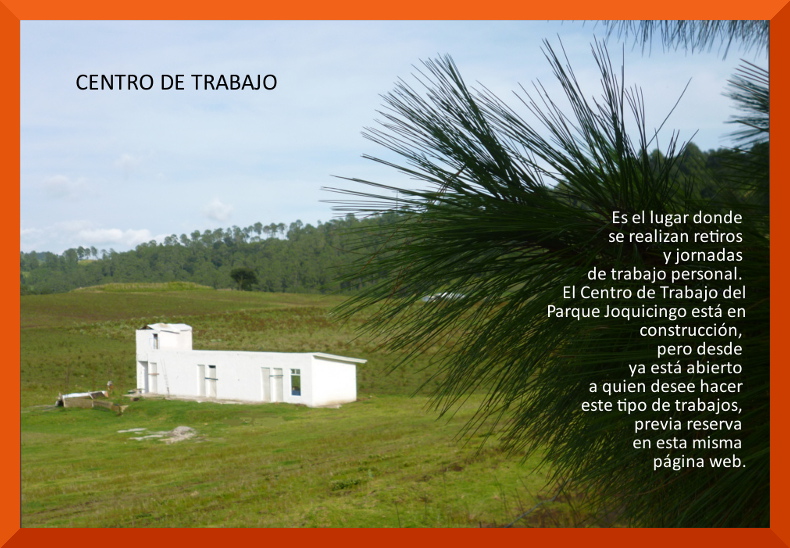 CENTRO DE TRABAJO
Es el lugar donde
se realizan retiros
y jornadas
de trabajo personal.
El Centro de Trabajo del
Parque Joquicingo está en
construcción,
pero desde
ya está abierto
a quien desee hacer
este tipo de trabajos,
previa reserva
en esta misma
página web.